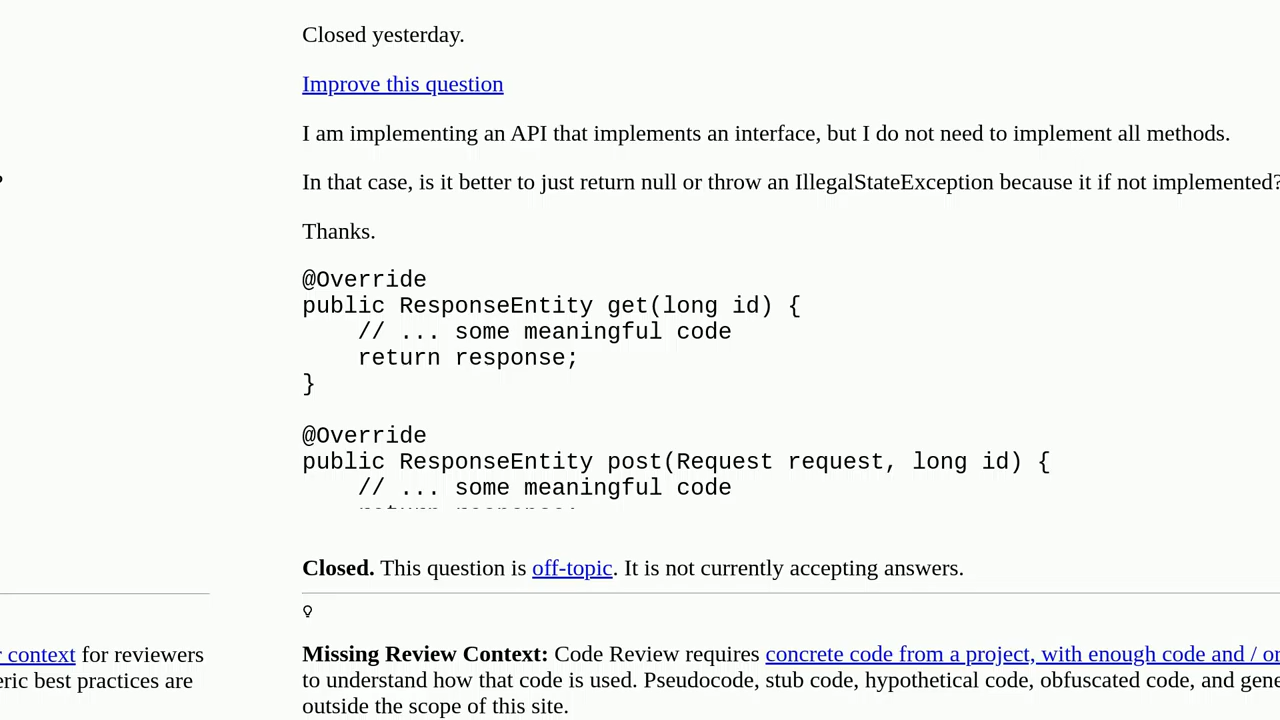 Closed yesterday.
Improve this question
I am implementing an API that implements an interface, but I do not need to implement all methods.
In that case, is it better to just return null or throw an IllegalStateException because it if not implemented?
Thanks.
@Override
public ResponseEntity get(long id) {
    // ... some meaningful code
    return response;
}
@Override
public ResponseEntity post(Request request, long id) {
    // ... some meaningful code
    return response;
Closed. This question is off-topic. It is not currently accepting answers.
context for reviewers
Missing Review Context: Code Review requires concrete code from a project, with enough code and / or
eric best practices are
to understand how that code is used. Pseudocode, stub code, hypothetical code, obfuscated code, and gene
outside the scope of this site.